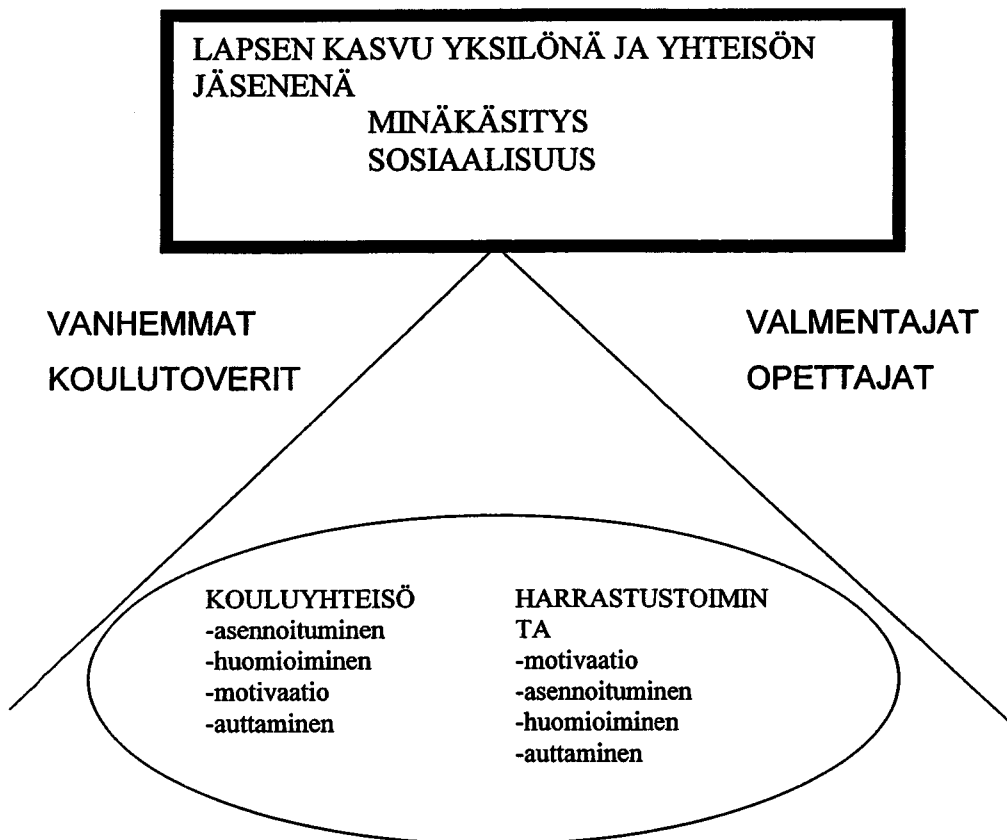 LAPSEN KASVU YKSILÖNÄ JA YHTEISÖN
JÄSENENÄ
MINÄKÄSITYS
SOSIAALISUUS
VANHEMMAT
KOULUTOVERIT
VALMENTAJAT
OPETTAJAT
KOULUYHTEISÖ
-asennoituminen
-huomioiminen
-motivaatio
-auttaminen
HARRASTUSTOIMIN
TA
-motivaatio
-asennoituminen
-huomioiminen
-auttaminen